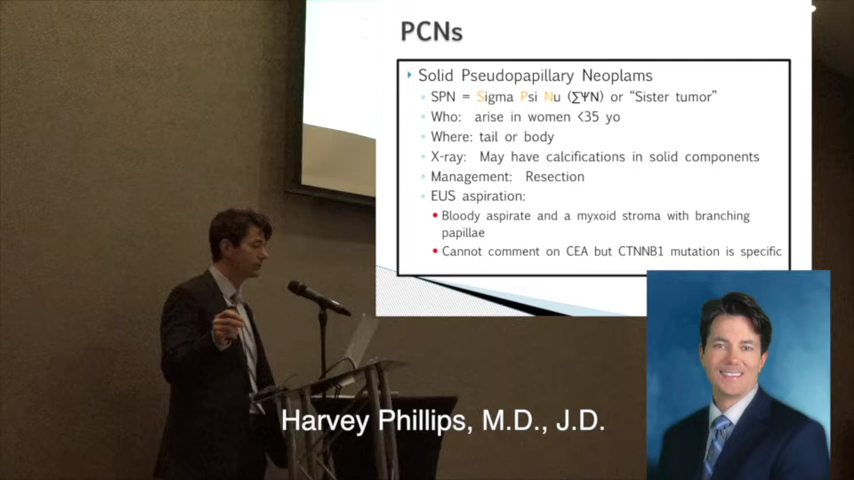 PCNs
Solid Pseudopapillary Neoplams
SPN = Sigma Psi Nu (ΣΨN) or “Sister tumor”
Who: arise in women <35 yo
Where: tail or body
X-ray: May have calcifications in solid components
Management: Resection
EUS aspiration:
Bloody aspirate and a myxoid stroma with branching
papillae
Cannot comment on CEA but CTNNB1 mutation is specific
Harvey Phillips, M.D., J.D.